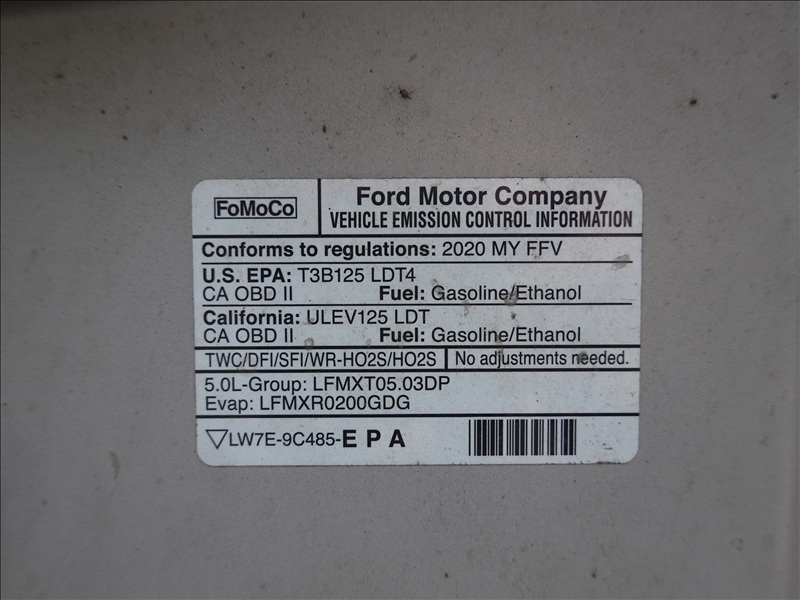 FoMoCo
Ford Motor Company
VEHICLE EMISSION CONTROL INFORMATION
Conforms to regulations: 2020 MY FFV
U.S. EPA: T3B125 LDT4
CA OBD II Fuel: Gasoline/Ethanol
California: ULEV125 LDT
CA OBD II Fuel: Gasoline/Ethanol
TWC/DFI/SFI/WR-HO2S/HO2S No adjustments needed.
5.0L-Group: LFMXT05.03DP
Evap: LFMXR0200GDG
LW7E-9C485-EPA